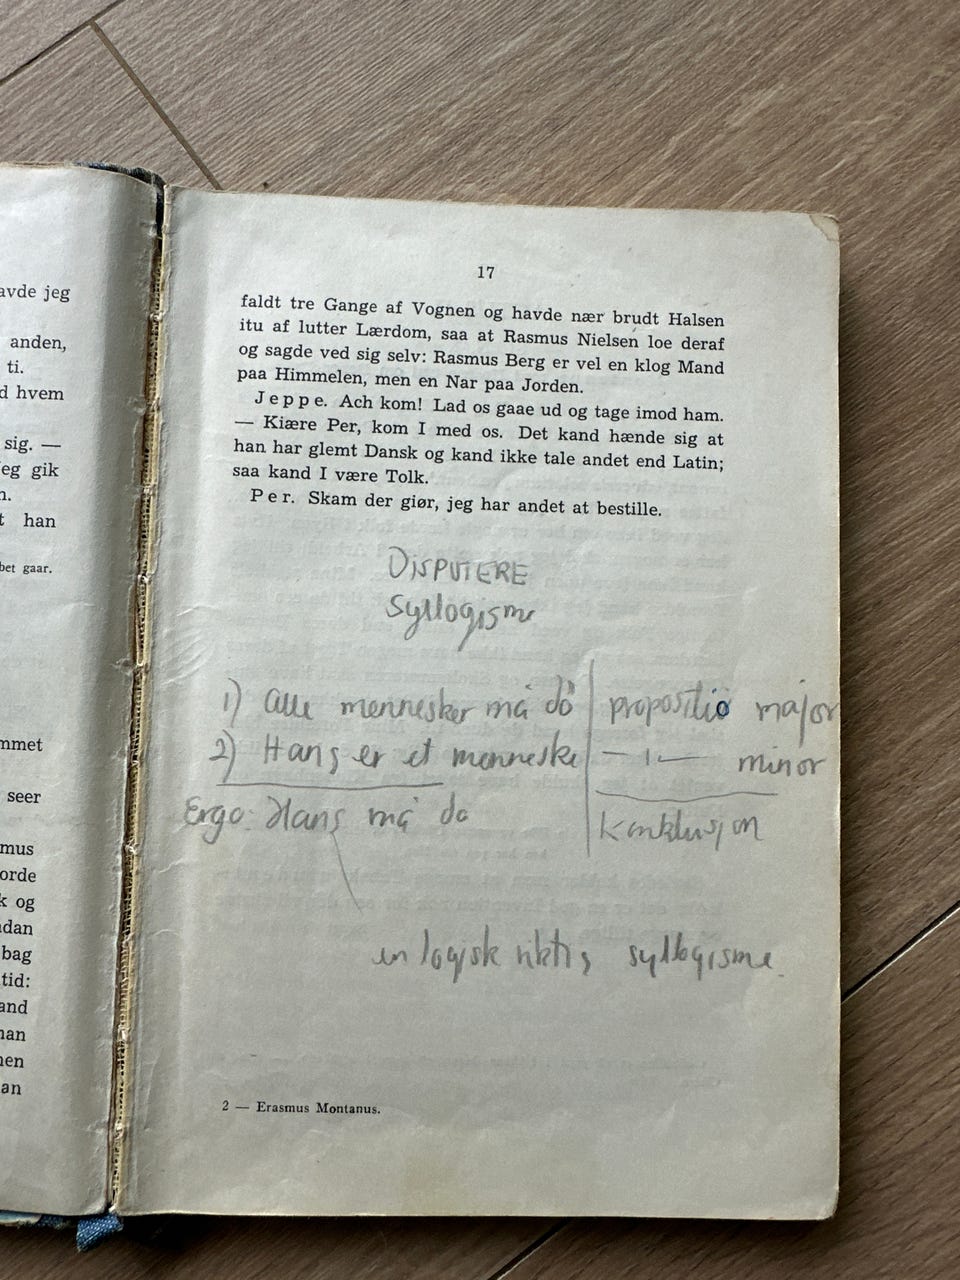 avde jeg
anden,
ti.
d hvem
sig. —
eg gik
n.
t han
bet gaar.
mmet
seer
mus
orde
k og
dan
bag
tid:
and
nan
nen
an
17
faldt tre Gange af Vognen og havde nær brudt Halsen
itu af lutter Lærdom, saa at Rasmus Nielsen loe deraf
og sagde ved sig selv: Rasmus Berg er vel en klog Mand
paa Himmelen, men en Nar paa Jorden.
Jeppe. Ach kom! Lad os gaae ud og tage imod ham.
— Kiære Per, kom I med os. Det kand hænde sig at
han har glemt Dansk og kand ikke tale andet end Latin;
saa kand I være Tolk.
Per. Skam der giør, jeg har andet at bestille.
DISPUTERE
Syllogisme
1) alle mennesker må dö | propositio major
2) Hans er et menneske | —"— minor
Ergo: Hans må dö | Konklusjon
en logisk riktig syllogisme.
2 — Erasmus Montanus.